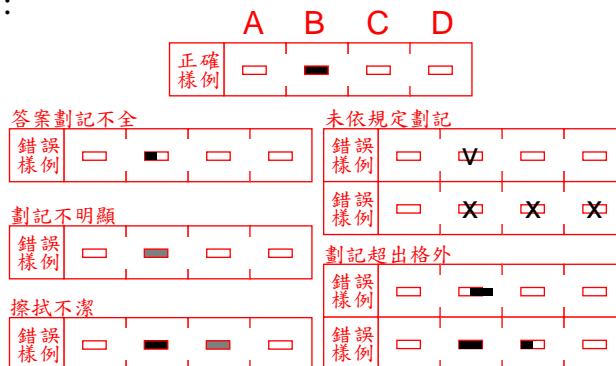 :
A B C D
正確
樣例
答案劃記不全
錯誤
樣例
劃記不明顯
錯誤
樣例
擦拭不潔
錯誤
樣例
未依規定劃記
錯誤
樣例
V
錯誤
樣例
X X X
劃記超出格外
錯誤
樣例
錯誤
樣例